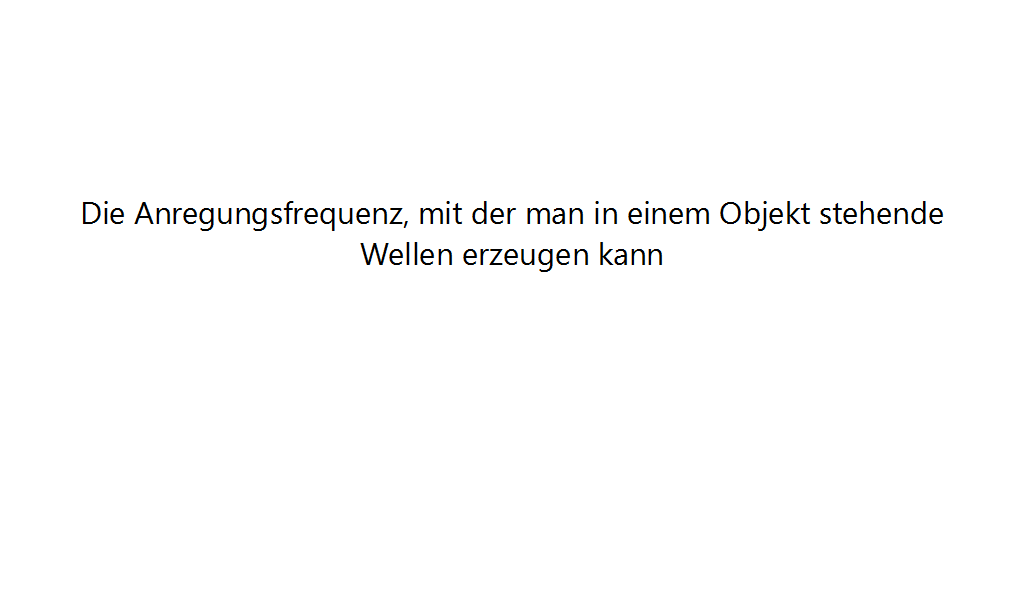 Die Anregungsfrequenz, mit der man in einem Objekt stehende
Wellen erzeugen kann